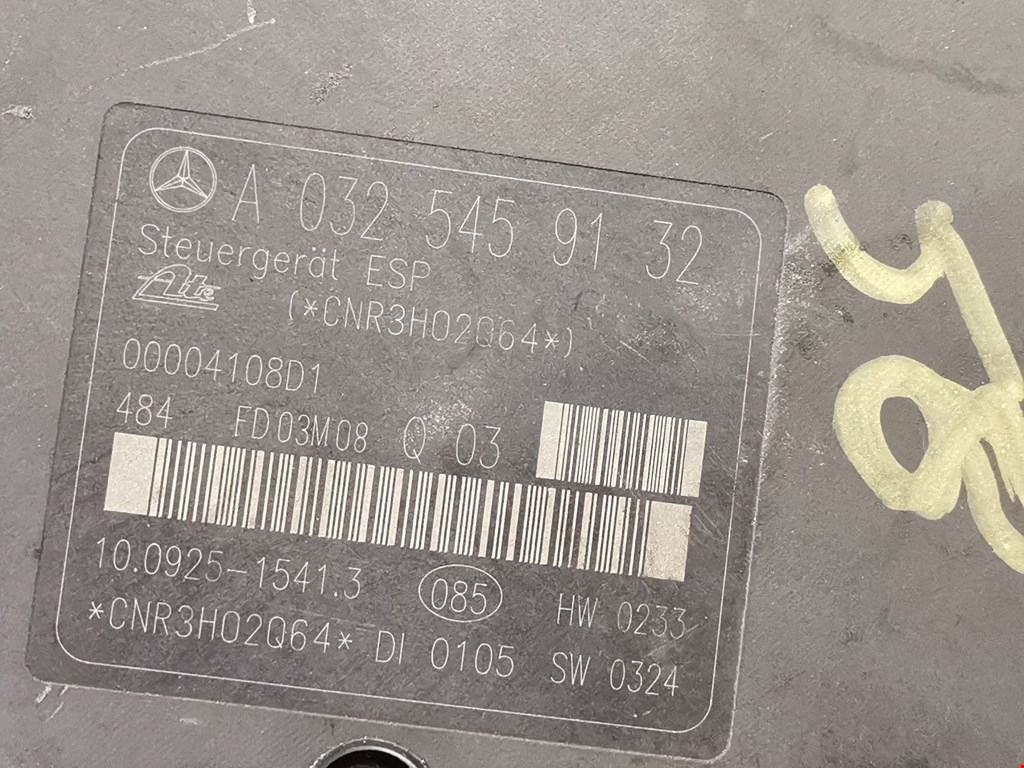 A 032 545 91 32
Steuergerät ESP
Ate (*CNR3H02Q64*)
00004108D1
484 FD03M08 Q 03
10.0925-1541.3 085 HW 0233
*CNR3H02Q64* DI 0105 SW 0324